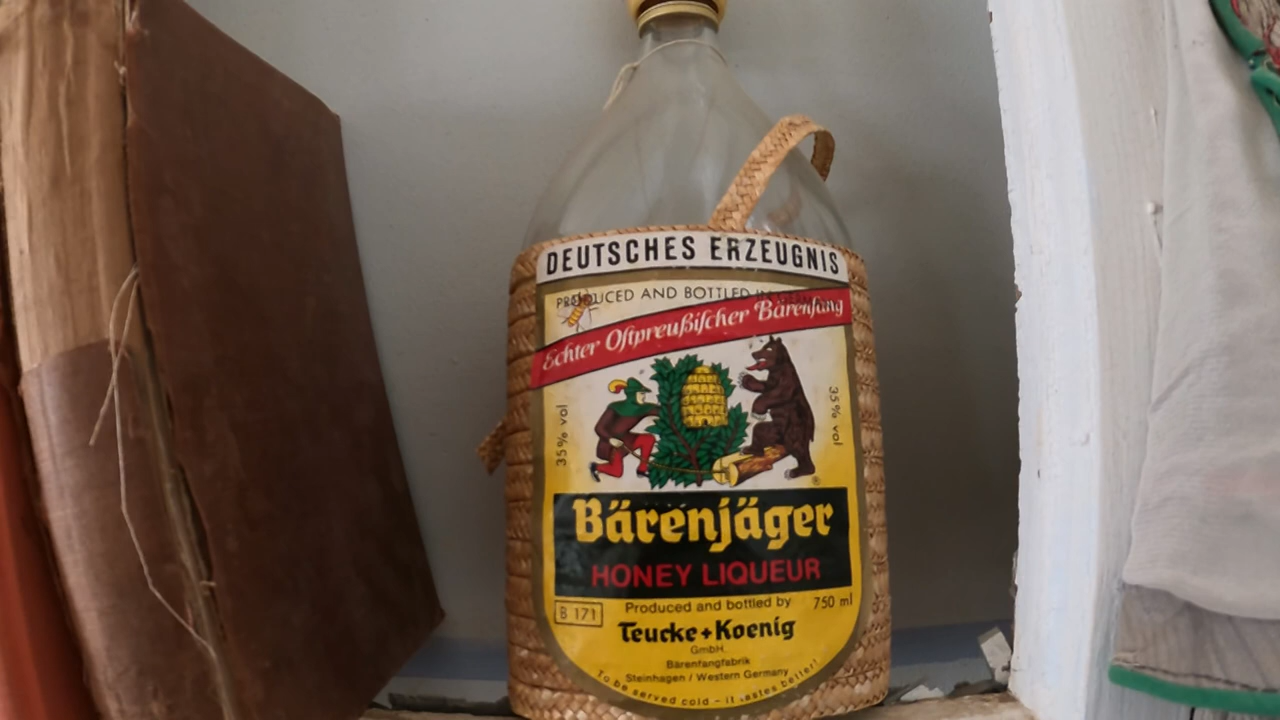 DEUTSCHES ERZEUGNIS
PRODUCED AND BOTTLED IN GERMANY
Echter Oſtpreußiſcher Bärenfang
35% vol
35% vol
®
Bärenjäger
HONEY LIQUEUR
B 171
Produced and bottled by
750 ml
Teucke+Koenig
GmbH
Bärenfangfabrik
Steinhagen / Western Germany
To be served cold - it tastes better!